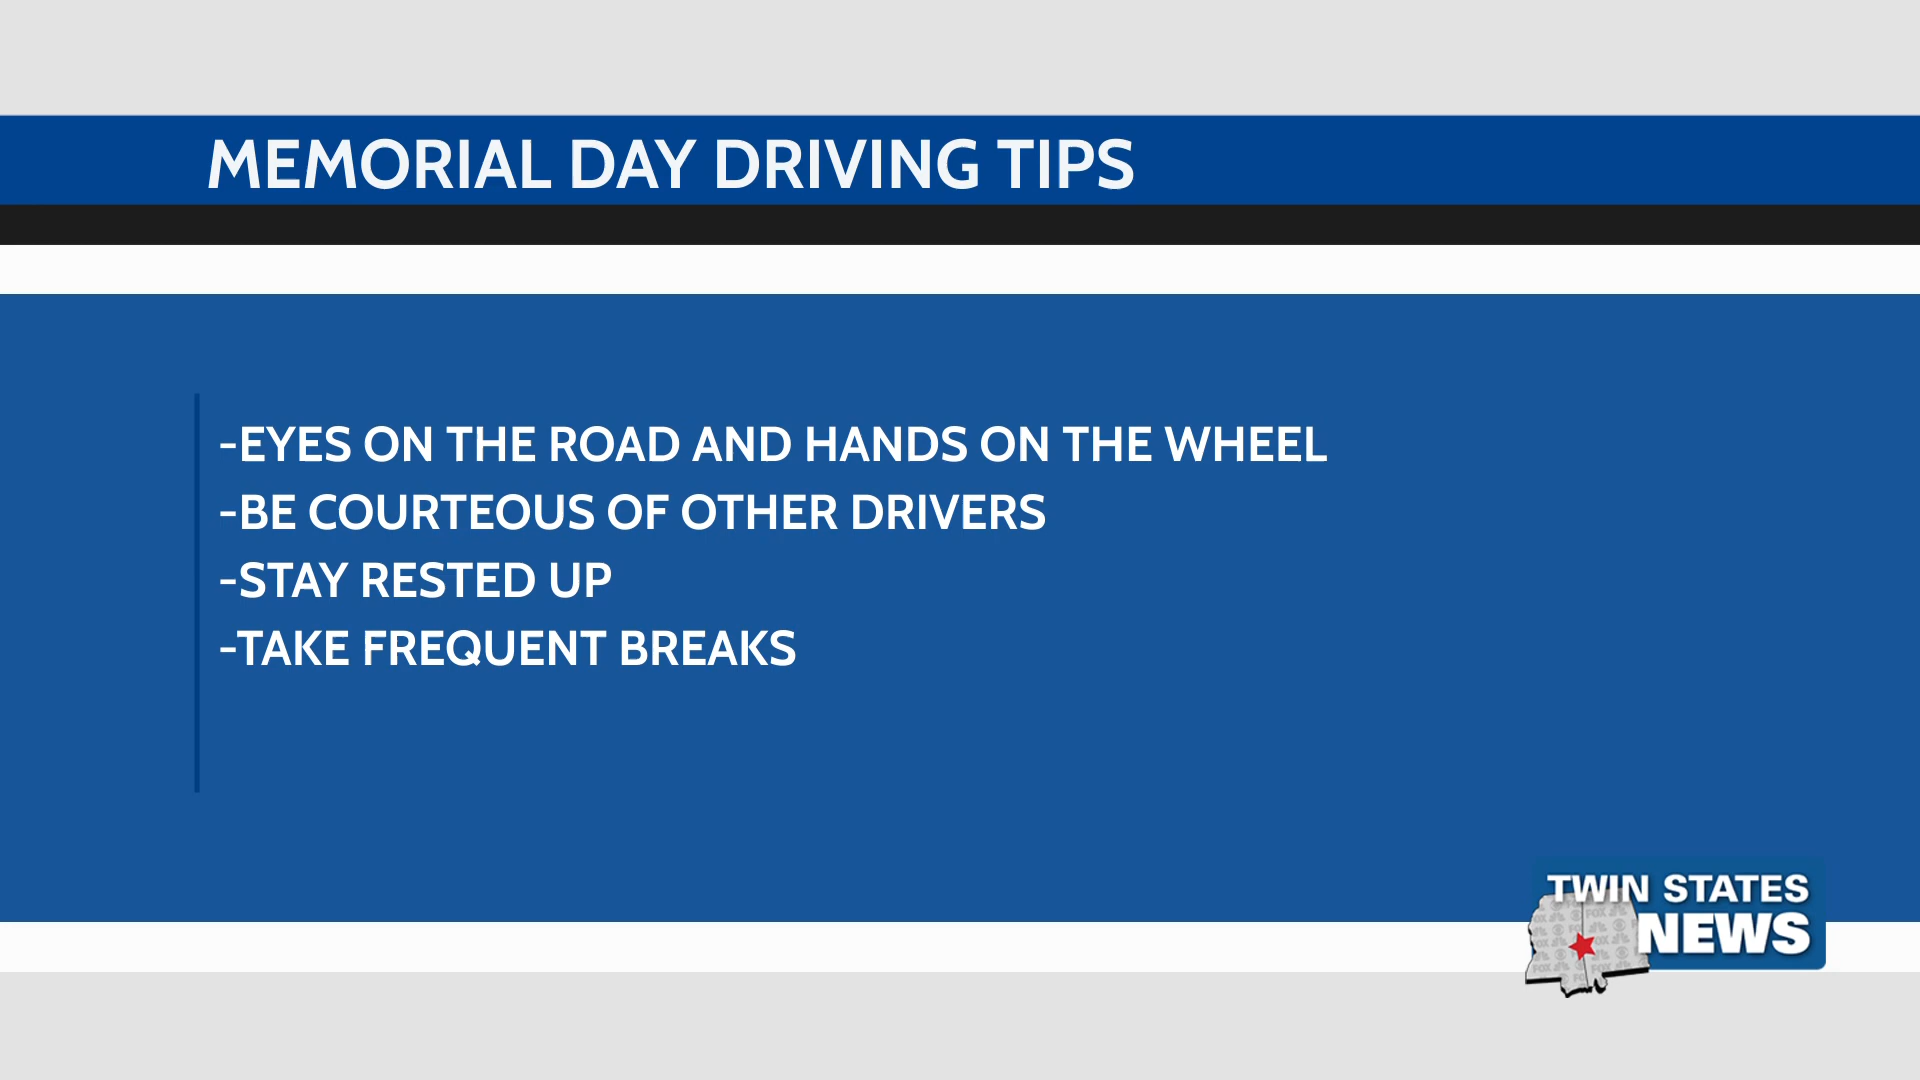 MEMORIAL DAY DRIVING TIPS
-EYES ON THE ROAD AND HANDS ON THE WHEEL
-BE COURTEOUS OF OTHER DRIVERS
-STAY RESTED UP
-TAKE FREQUENT BREAKS
TWIN STATES
NEWS